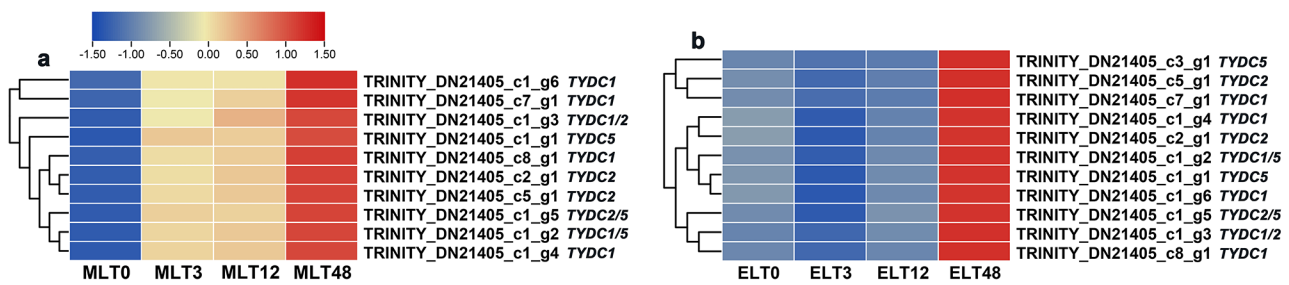 a
-1.50 -1.00 -0.50 0.00 0.50 1.00 1.50
TRINITY_DN21405_c1_g6 TYDC1
TRINITY_DN21405_c7_g1 TYDC1
TRINITY_DN21405_c1_g3 TYDC1/2
TRINITY_DN21405_c1_g1 TYDC5
TRINITY_DN21405_c8_g1 TYDC1
TRINITY_DN21405_c2_g1 TYDC2
TRINITY_DN21405_c5_g1 TYDC2
TRINITY_DN21405_c1_g5 TYDC2/5
TRINITY_DN21405_c1_g2 TYDC1/5
TRINITY_DN21405_c1_g4 TYDC1
MLT0 MLT3 MLT12 MLT48
b
TRINITY_DN21405_c3_g1 TYDC5
TRINITY_DN21405_c5_g1 TYDC2
TRINITY_DN21405_c7_g1 TYDC1
TRINITY_DN21405_c1_g4 TYDC1
TRINITY_DN21405_c2_g1 TYDC2
TRINITY_DN21405_c1_g2 TYDC1/5
TRINITY_DN21405_c1_g1 TYDC5
TRINITY_DN21405_c1_g6 TYDC1
TRINITY_DN21405_c1_g5 TYDC2/5
TRINITY_DN21405_c1_g3 TYDC1/2
TRINITY_DN21405_c8_g1 TYDC1
ELT0 ELT3 ELT12 ELT48